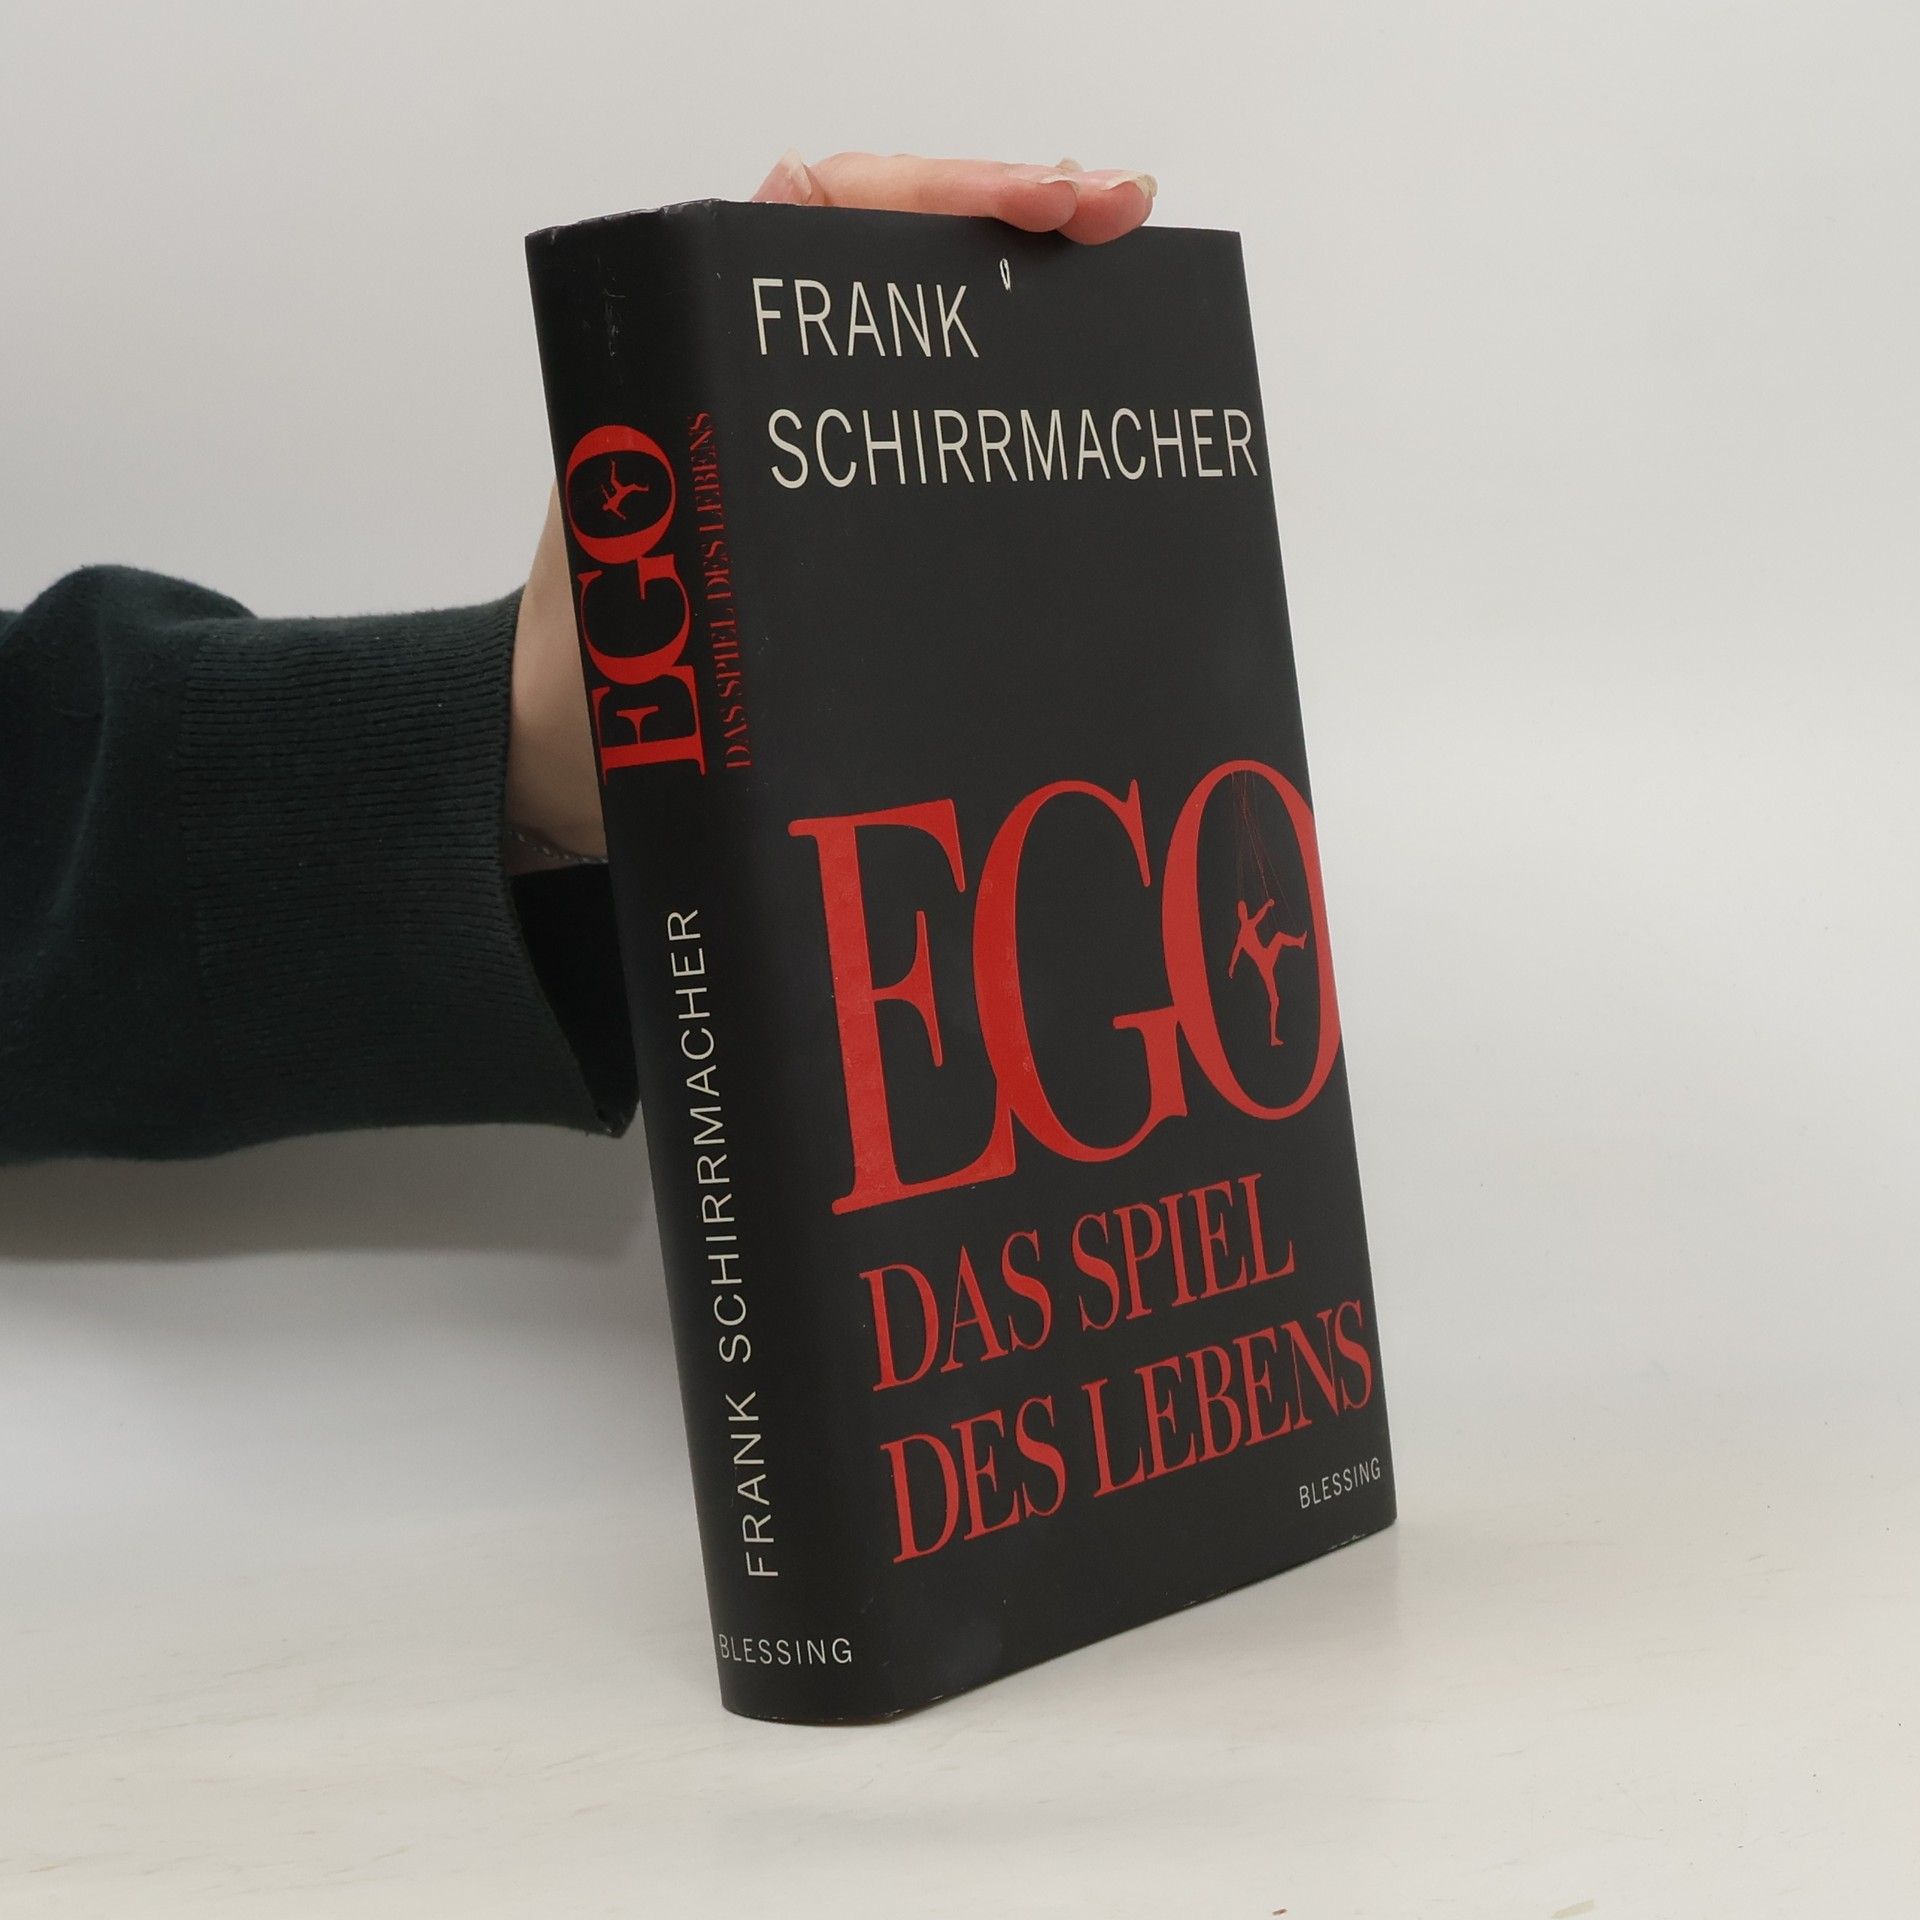 FRANK
SCHIRRMACHER
EGO
DAS SPIEL
DES LEBENS
BLESSING
EGO
DAS SPIEL DES LEBENS
FRANK SCHIRRMACHER
BLESSING